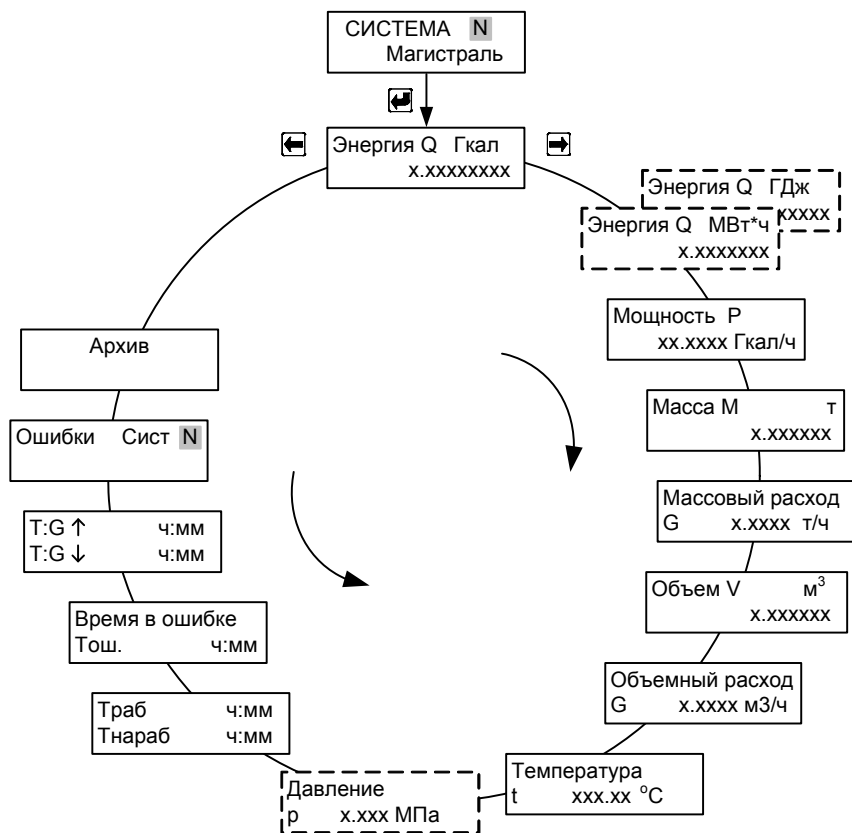 СИСТЕМА N
Магистраль
Энергия Q Гкал
x.xxxxxxxx
Энергия Q ГДж
xxxxx
Энергия Q МВт*ч
x.xxxxxxx
Мощность P
xx.xxxx Гкал/ч
Масса М т
x.xxxxxx
Массовый расход
G x.xxxx т/ч
Объем V м³
x.xxxxxx
Объемный расход
G x.xxxx м3/ч
Температура
t xxx.xx °C
Давление
p x.xxx МПа
Траб ч:мм
Тнараб ч:мм
Время в ошибке
Тош. ч:мм
T:G ↑ ч:мм
T:G ↓ ч:мм
Ошибки Сист N
Архив